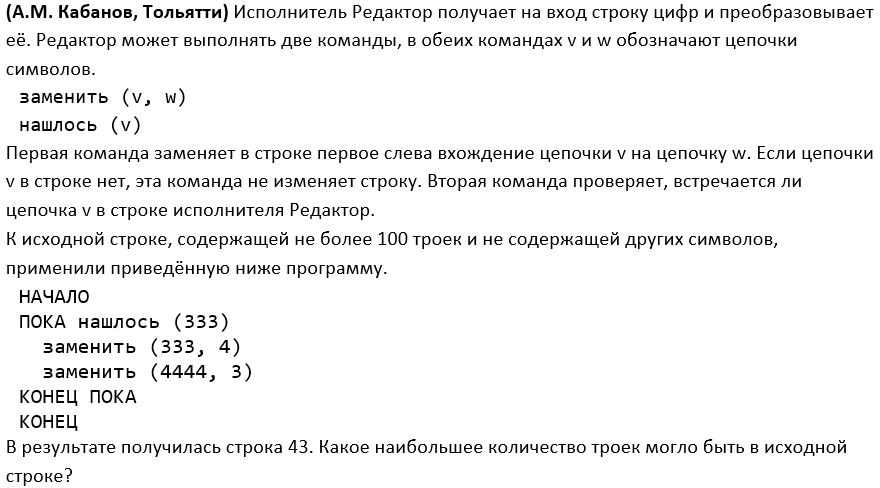 (А.М. Кабанов, Тольятти) Исполнитель Редактор получает на вход строку цифр и преобразовывает
её. Редактор может выполнять две команды, в обеих командах v и w обозначают цепочки
символов.
заменить (v, w)
нашлось (v)
Первая команда заменяет в строке первое слева вхождение цепочки v на цепочку w. Если цепочки
v в строке нет, эта команда не изменяет строку. Вторая команда проверяет, встречается ли
цепочка v в строке исполнителя Редактор.
К исходной строке, содержащей не более 100 троек и не содержащей других символов,
применили приведённую ниже программу.
НАЧАЛО
ПОКА нашлось (333)
заменить (333, 4)
заменить (4444, 3)
КОНЕЦ ПОКА
КОНЕЦ
В результате получилась строка 43. Какое наибольшее количество троек могло быть в исходной
строке?